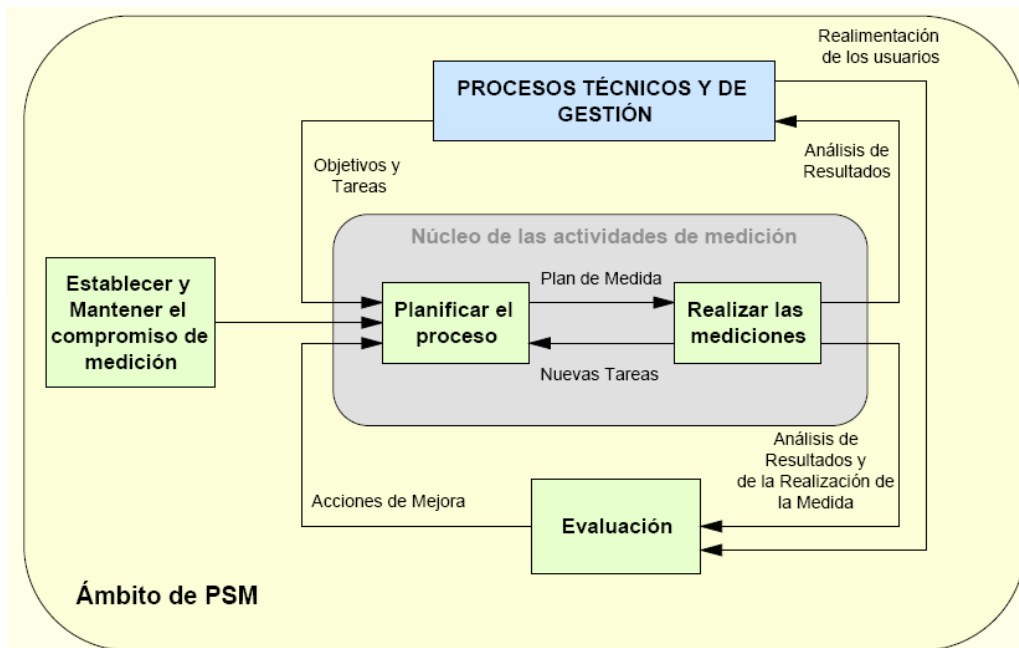 Realimentación
de los usuarios
PROCESOS TÉCNICOS Y DE
GESTIÓN
Objetivos y
Tareas
Análisis de
Resultados
Núcleo de las actividades de medición
Establecer y
Mantener el
compromiso de
medición
Planificar el
proceso
Plan de Medida
Realizar las
mediciones
Nuevas Tareas
Análisis de
Resultados y
de la Realización de
la Medida
Acciones de Mejora
Evaluación
Ámbito de PSM